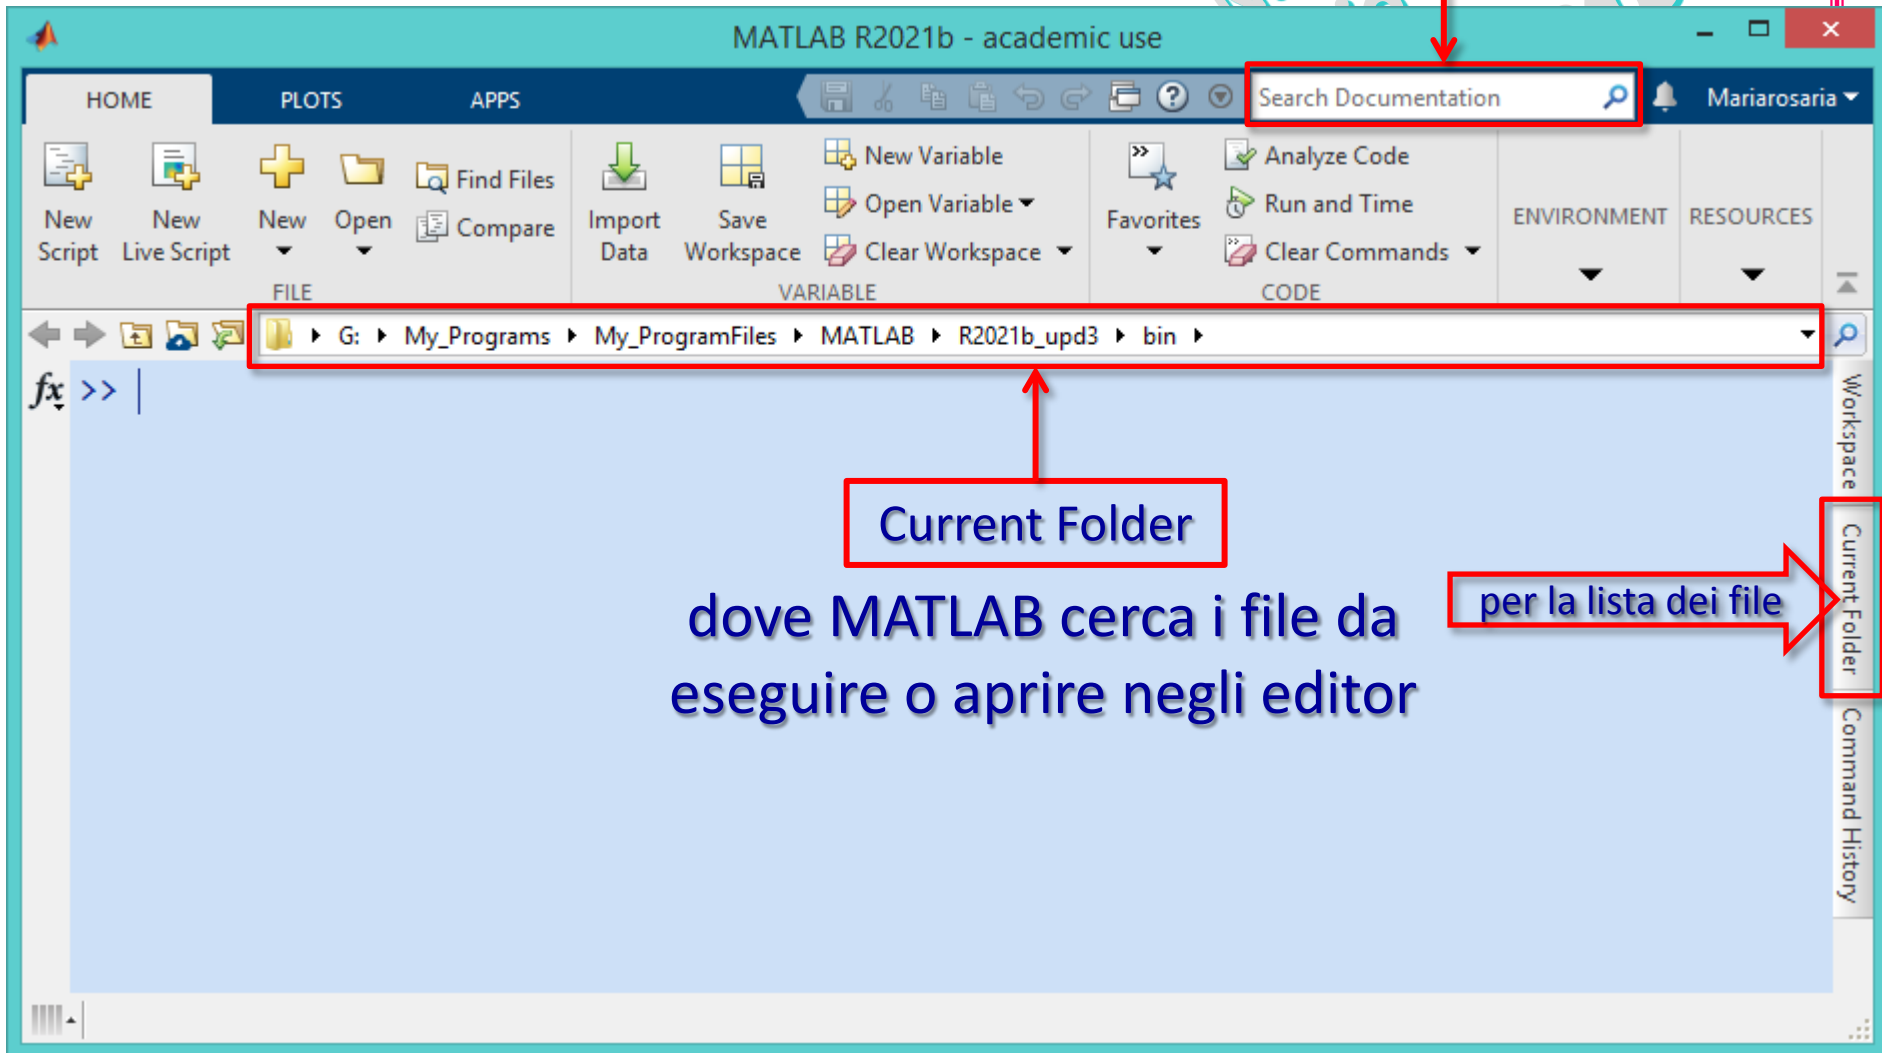 MATLAB R2021b - academic use
HOME PLOTS APPS Search Documentation Mariarosaria
New Script
New Live Script
New
Open
Find Files
Compare
FILE
Import Data
Save Workspace
New Variable
Open Variable
Clear Workspace
VARIABLE
Favorites
Analyze Code
Run and Time
Clear Commands
CODE
ENVIRONMENT
RESOURCES
G: My_Programs My_ProgramFiles MATLAB R2021b_upd3 bin
fx >>
Current Folder
dove MATLAB cerca i file da
eseguire o aprire negli editor
per la lista dei file
Workspace
Current Folder
Command History